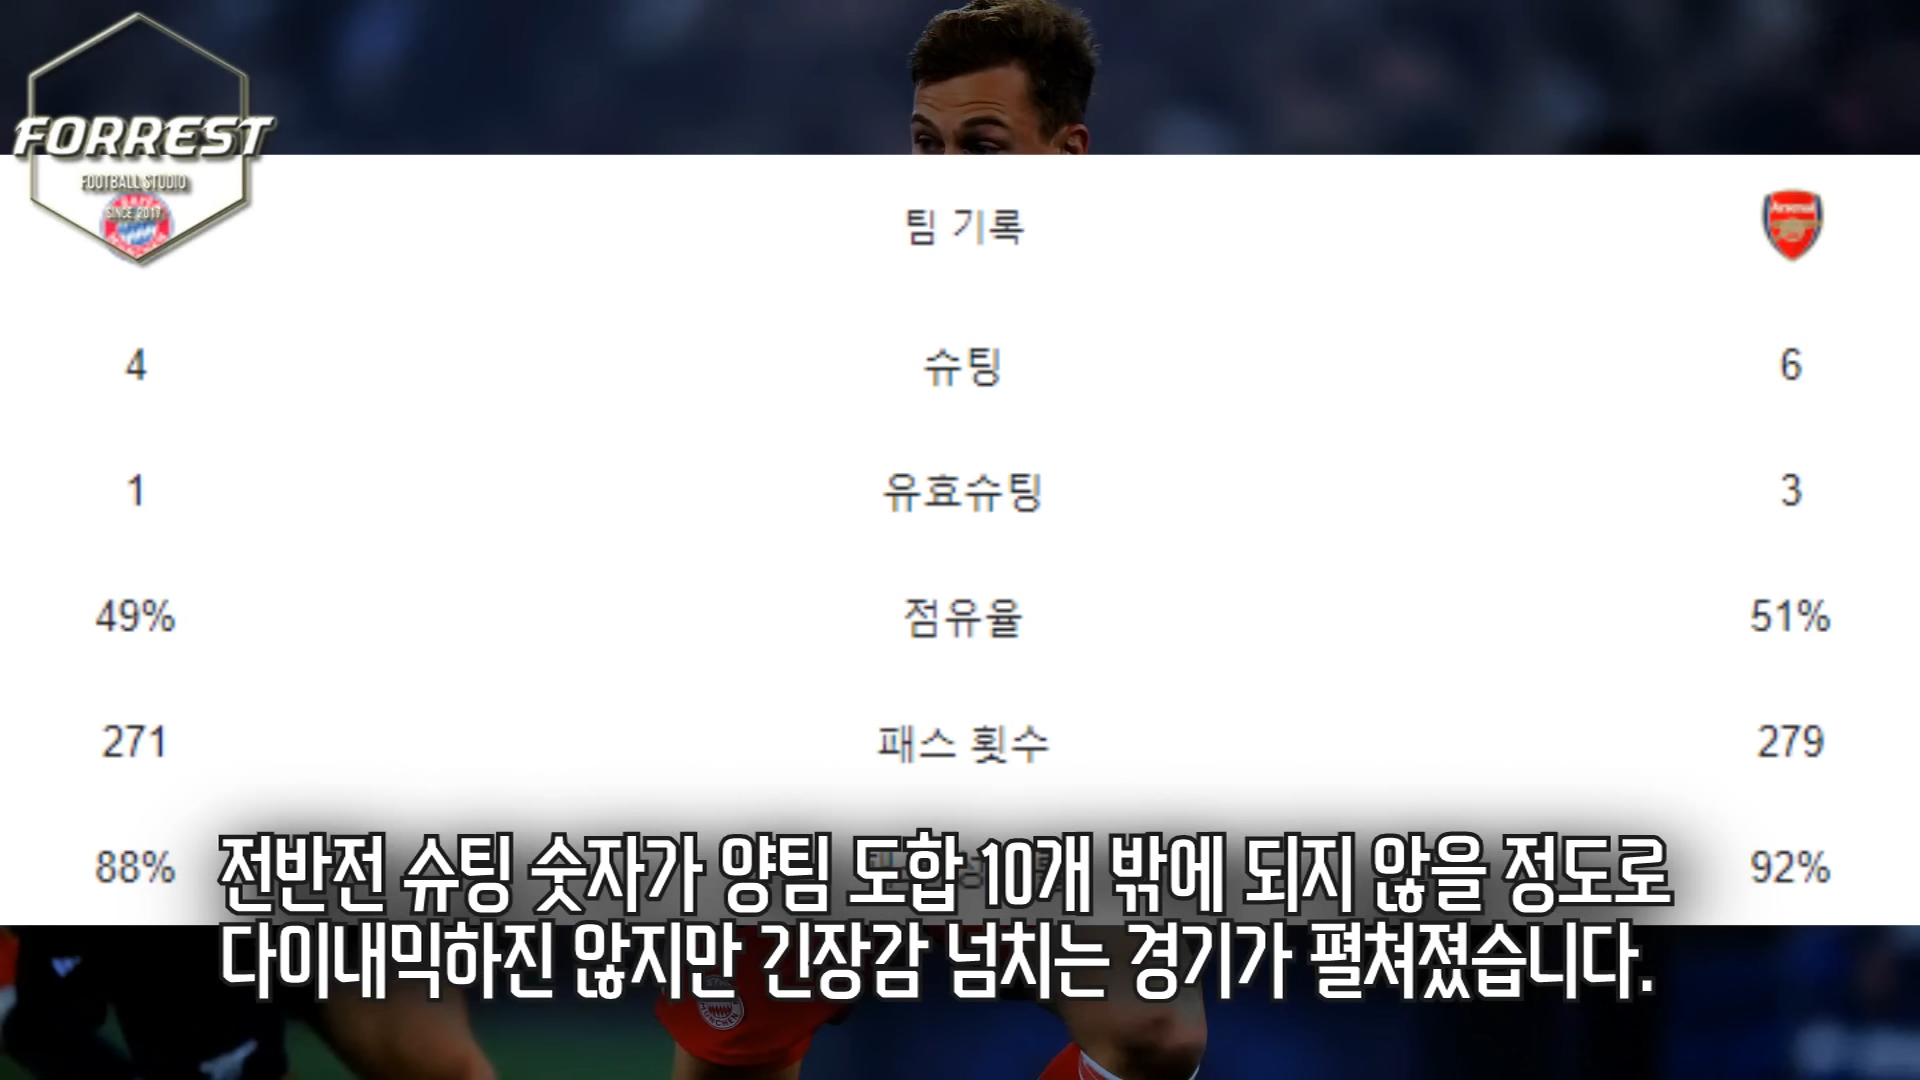 FORREST
FOOTBALL STUDIO
SINCE 2017
팀 기록
Arsenal
4 슈팅 6
1 유효슈팅 3
49% 점유율 51%
271 패스 횟수 279
88% 92%
전반전 슈팅 숫자가 양팀 도합 10개 밖에 되지 않을 정도로
다이내믹하진 않지만 긴장감 넘치는 경기가 펼쳐졌습니다.